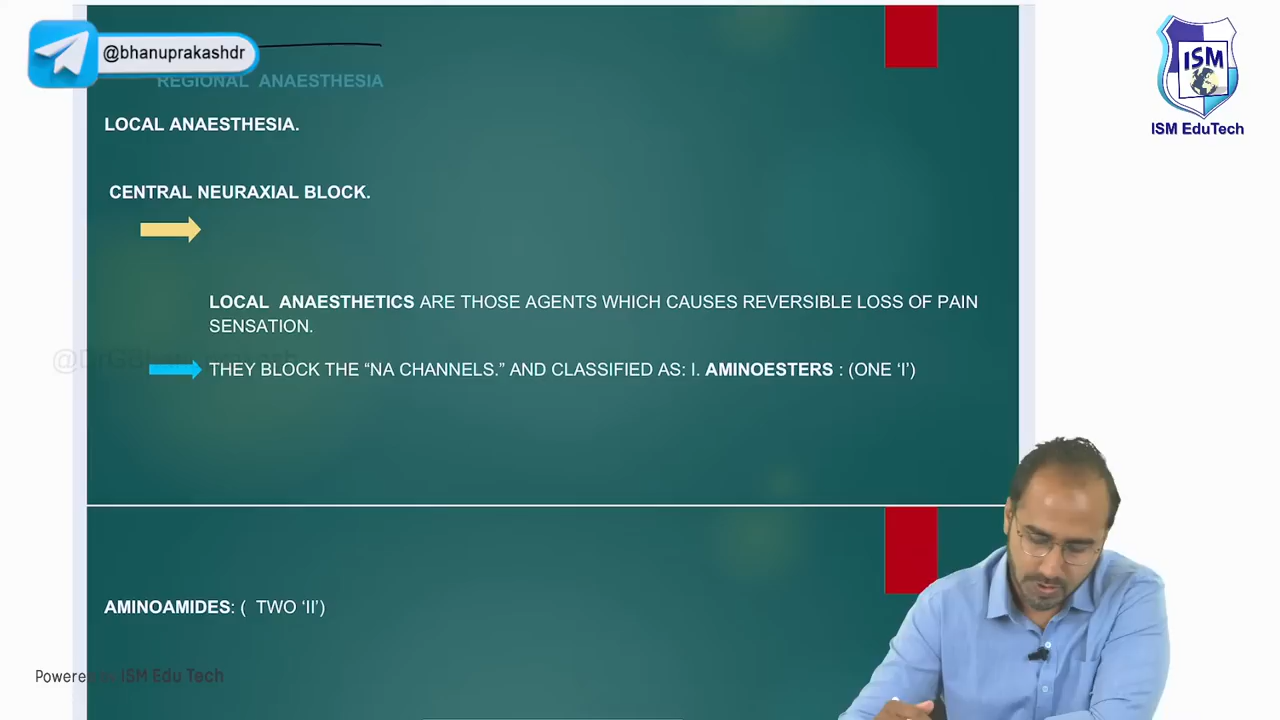 @bhanuprakashdr
REGIONAL ANAESTHESIA
ISM
ISM EduTech
LOCAL ANAESTHESIA.
CENTRAL NEURAXIAL BLOCK.
LOCAL ANAESTHETICS ARE THOSE AGENTS WHICH CAUSES REVERSIBLE LOSS OF PAIN
SENSATION.
THEY BLOCK THE “NA CHANNELS.” AND CLASSIFIED AS: I. AMINOESTERS : (ONE ‘I’)
AMINOAMIDES: ( TWO ‘II’)
Powered by ISM Edu Tech